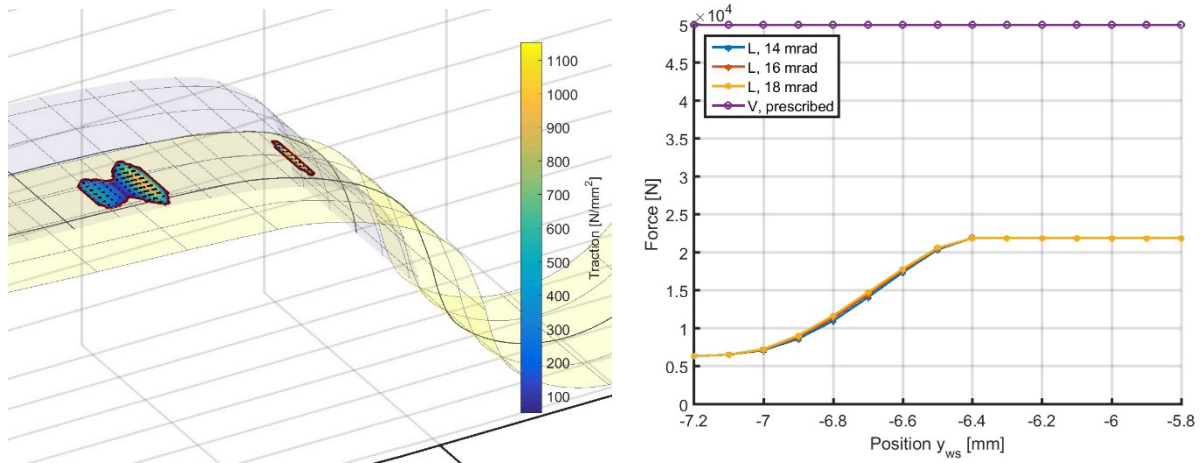 1100
1000
900
800
700
600
500
400
300
200
100
Traction [N/mm²]
×10⁴
5
4.5
4
3.5
3
2.5
2
1.5
1
0.5
0
Force [N]
L, 14 mrad
L, 16 mrad
L, 18 mrad
V, prescribed
-7.2 -7 -6.8 -6.6 -6.4 -6.2 -6 -5.8
Position y_ws [mm]